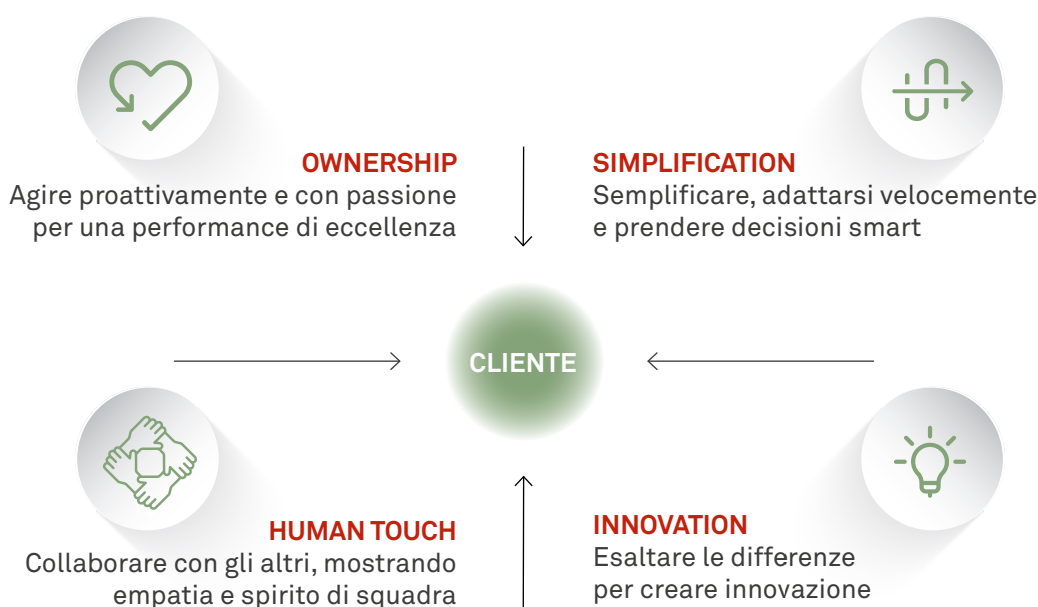 OWNERSHIP
Agire proattivamente e con passione
per una performance di eccellenza
SIMPLIFICATION
Semplificare, adattarsi velocemente
e prendere decisioni smart
CLIENTE
HUMAN TOUCH
Collaborare con gli altri, mostrando
empatia e spirito di squadra
INNOVATION
Esaltare le differenze
per creare innovazione